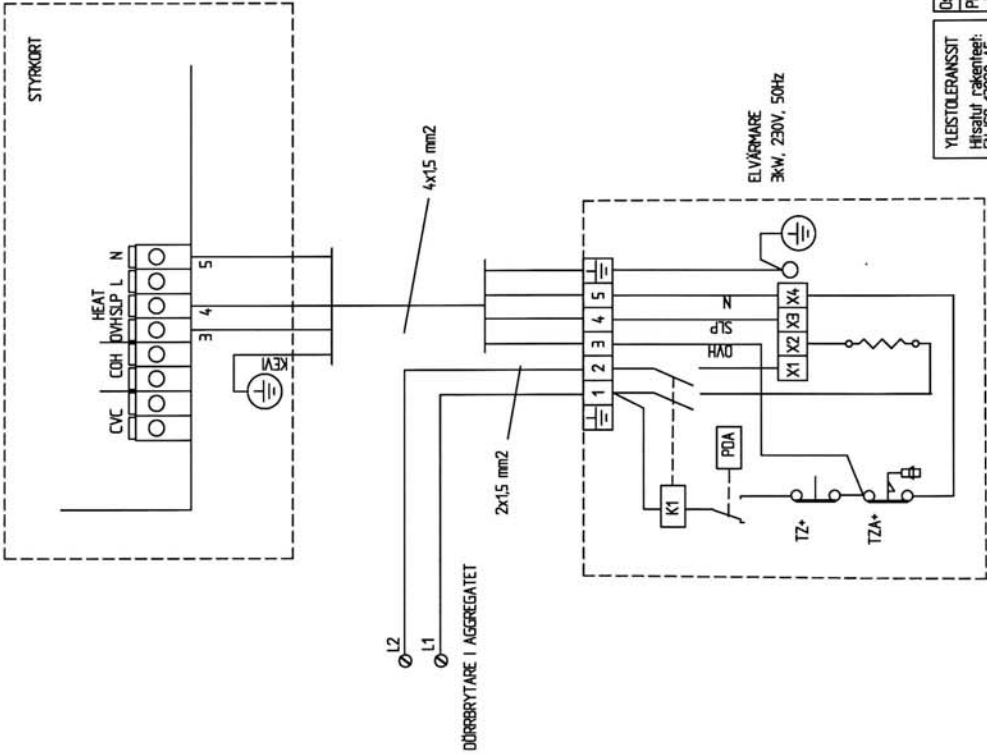 STYRKORT
CVC
COH
HEAT
OVH
SLP
L
N
3
4
5
KEVI
4x1,5 mm2
L2
L1
DÖRRBRYTARE I AGGREGATET
2x1,5 mm2
ELVÄRMARE
3kW, 230V, 50Hz
1
2
3
4
5
OVH
SLP
N
X1
X2
X3
X4
K1
PDA
TZ+
TZA+
YLEISTOLERANSSIT
Hitsatut rakenteet: